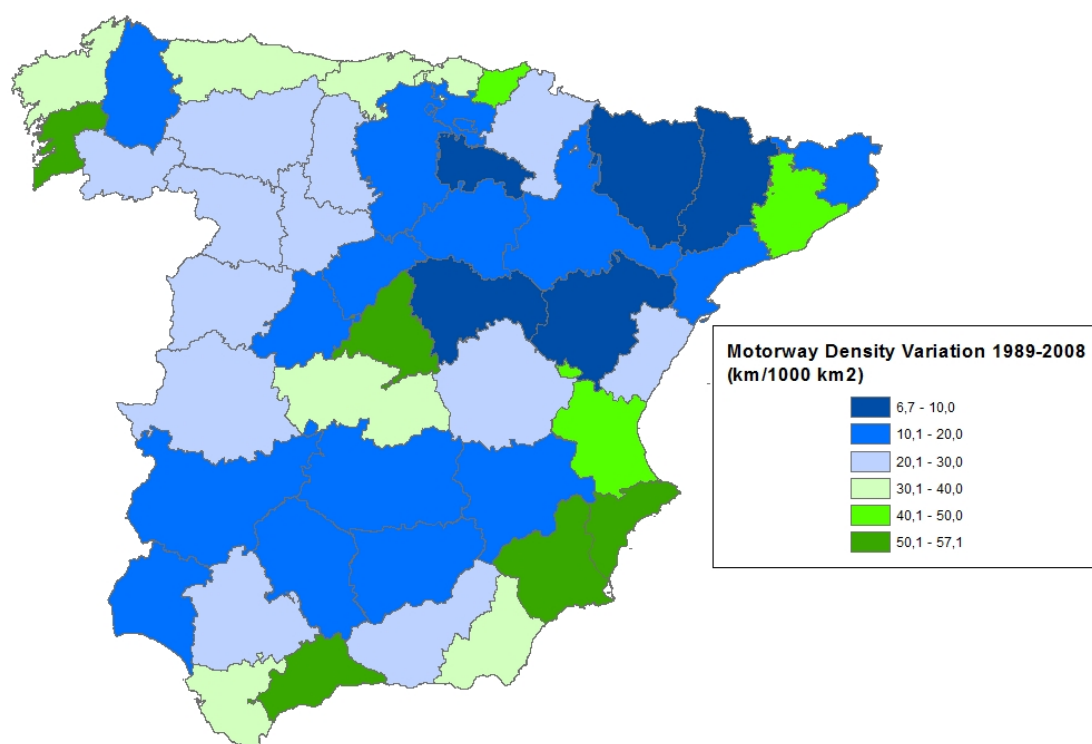 Motorway Density Variation 1989-2008
(km/1000 km2)
6,7 - 10,0
10,1 - 20,0
20,1 - 30,0
30,1 - 40,0
40,1 - 50,0
50,1 - 57,1